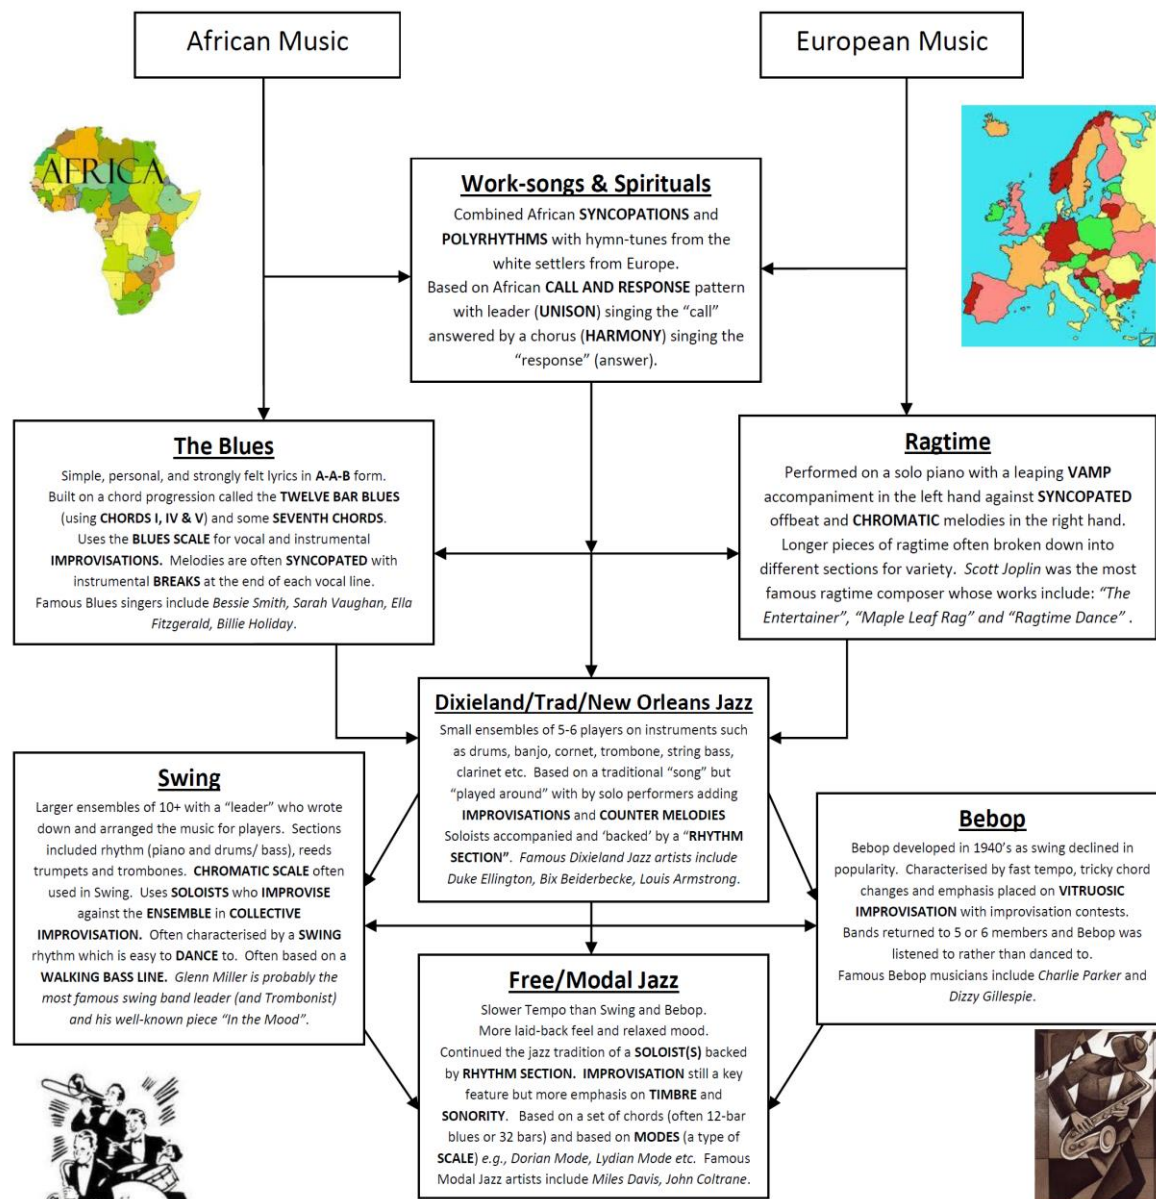 African Music
European Music
AFRICA
Work-songs & Spirituals
Combined African SYNCOPATIONS and
POLYRHYTHMS with hymn-tunes from the
white settlers from Europe.
Based on African CALL AND RESPONSE pattern
with leader (UNISON) singing the “call”
answered by a chorus (HARMONY) singing the
“response” (answer).
The Blues
Simple, personal, and strongly felt lyrics in A-A-B form.
Built on a chord progression called the TWELVE BAR BLUES
(using CHORDS I, IV & V) and some SEVENTH CHORDS.
Uses the BLUES SCALE for vocal and instrumental
IMPROVISATIONS. Melodies are often SYNCOPATED with
instrumental BREAKS at the end of each vocal line.
Famous Blues singers include Bessie Smith, Sarah Vaughan, Ella
Fitzgerald, Billie Holiday.
Ragtime
Performed on a solo piano with a leaping VAMP
accompaniment in the left hand against SYNCOPATED
offbeat and CHROMATIC melodies in the right hand.
Longer pieces of ragtime often broken down into
different sections for variety. Scott Joplin was the most
famous ragtime composer whose works include: “The
Entertainer”, “Maple Leaf Rag” and “Ragtime Dance” .
Dixieland/Trad/New Orleans Jazz
Small ensembles of 5-6 players on instruments such
as drums, banjo, cornet, trombone, string bass,
clarinet etc. Based on a traditional “song” but
“played around” with by solo performers adding
IMPROVISATIONS and COUNTER MELODIES
Soloists accompanied and ‘backed’ by a “RHYTHM
SECTION”. Famous Dixieland Jazz artists include
Duke Ellington, Bix Beiderbecke, Louis Armstrong.
Swing
Larger ensembles of 10+ with a “leader” who wrote
down and arranged the music for players. Sections
included rhythm (piano and drums/ bass), reeds
trumpets and trombones. CHROMATIC SCALE often
used in Swing. Uses SOLOISTS who IMPROVISE
against the ENSEMBLE in COLLECTIVE
IMPROVISATION. Often characterised by a SWING
rhythm which is easy to DANCE to. Often based on a
WALKING BASS LINE. Glenn Miller is probably the
most famous swing band leader (and Trombonist)
and his well-known piece “In the Mood”.
Bebop
Bebop developed in 1940’s as swing declined in
popularity. Characterised by fast tempo, tricky chord
changes and emphasis placed on VITRUOSIC
IMPROVISATION with improvisation contests.
Bands returned to 5 or 6 members and Bebop was
listened to rather than danced to.
Famous Bebop musicians include Charlie Parker and
Dizzy Gillespie.
Free/Modal Jazz
Slower Tempo than Swing and Bebop.
More laid-back feel and relaxed mood.
Continued the jazz tradition of a SOLOIST(S) backed
by RHYTHM SECTION. IMPROVISATION still a key
feature but more emphasis on TIMBRE and
SONORITY. Based on a set of chords (often 12-bar
blues or 32 bars) and based on MODES (a type of
SCALE) e.g., Dorian Mode, Lydian Mode etc. Famous
Modal Jazz artists include Miles Davis, John Coltrane.